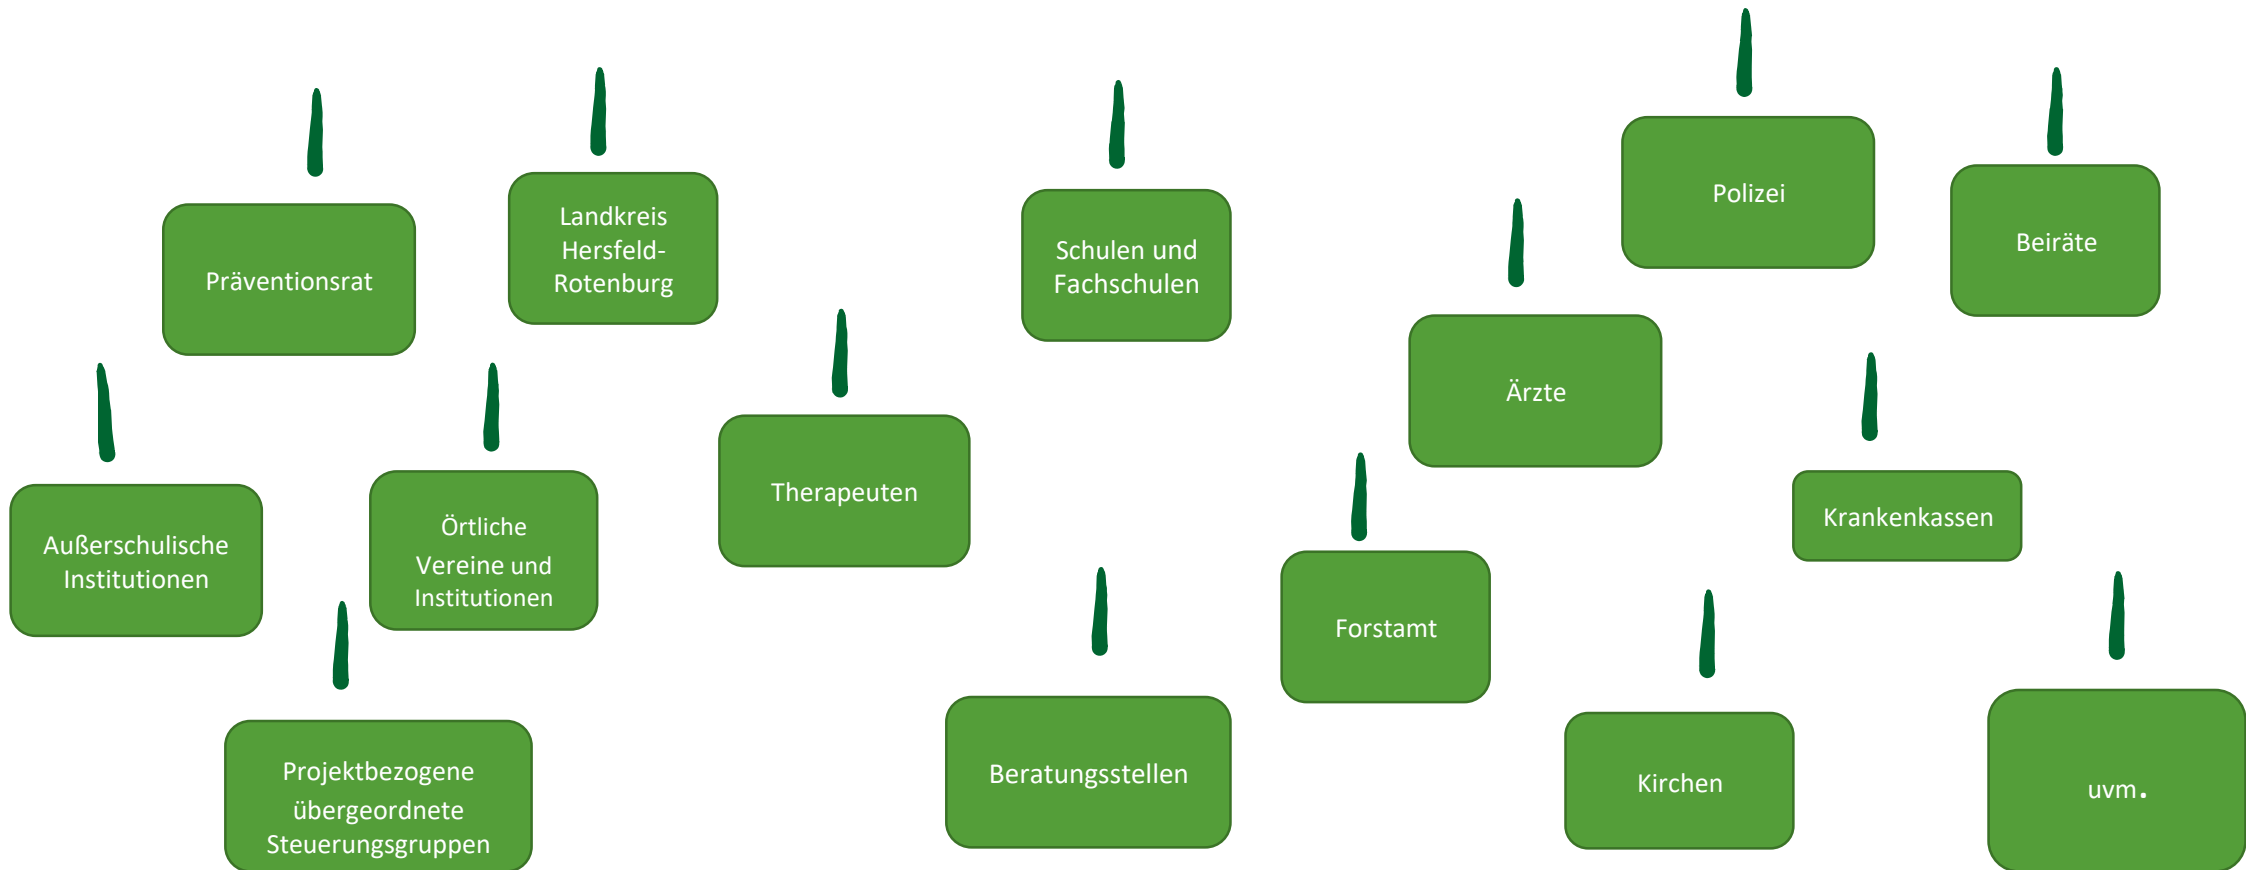 Polizei
Präventionsrat
Landkreis
Hersfeld-
Rotenburg
Schulen und
Fachschulen
Beiräte
Ärzte
Außerschulische
Institutionen
Örtliche
Vereine und
Institutionen
Therapeuten
Krankenkassen
Forstamt
Projektbezogene
übergeordnete
Steuerungsgruppen
Beratungsstellen
Kirchen
uvm.